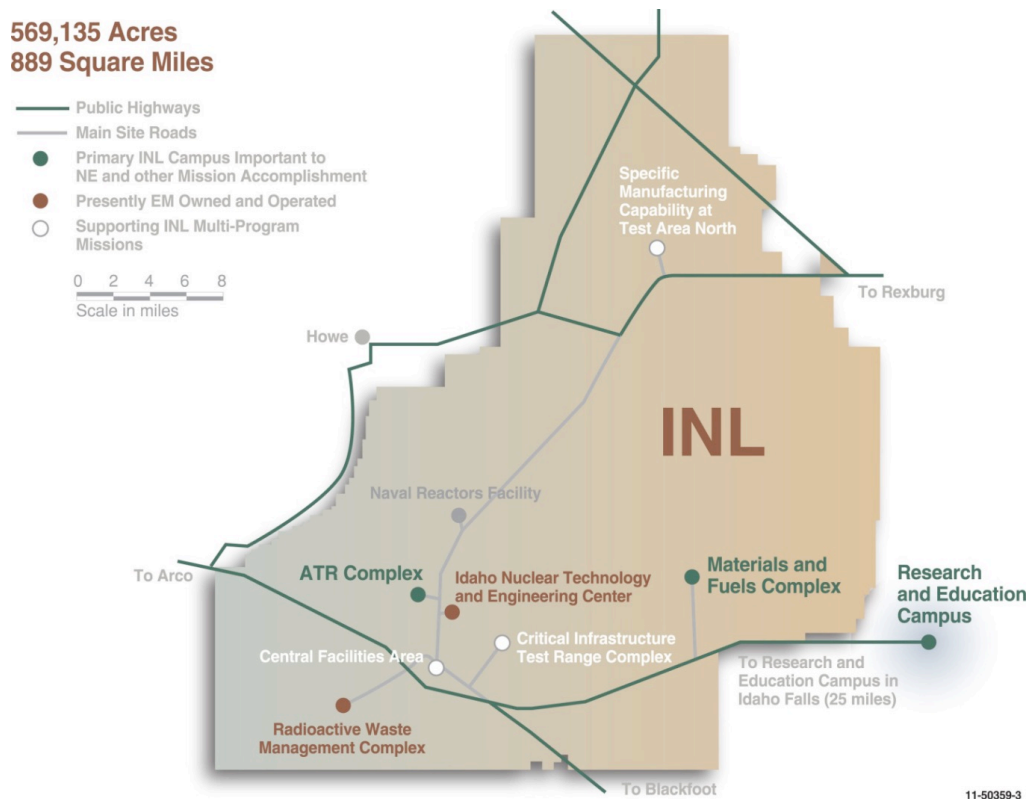 569,135 Acres
889 Square Miles
Public Highways
Main Site Roads
Primary INL Campus Important to
NE and other Mission Accomplishment
Presently EM Owned and Operated
Supporting INL Multi-Program
Missions
0 2 4 6 8
Scale in miles
Specific
Manufacturing
Capability at
Test Area North
To Rexburg
Howe
INL
Naval Reactors Facility
To Arco
ATR Complex
Idaho Nuclear Technology
and Engineering Center
Materials and
Fuels Complex
Research
and Education
Campus
Central Facilities Area
Critical Infrastructure
Test Range Complex
To Research and
Education Campus in
Idaho Falls (25 miles)
Radioactive Waste
Management Complex
To Blackfoot
11-50359-3